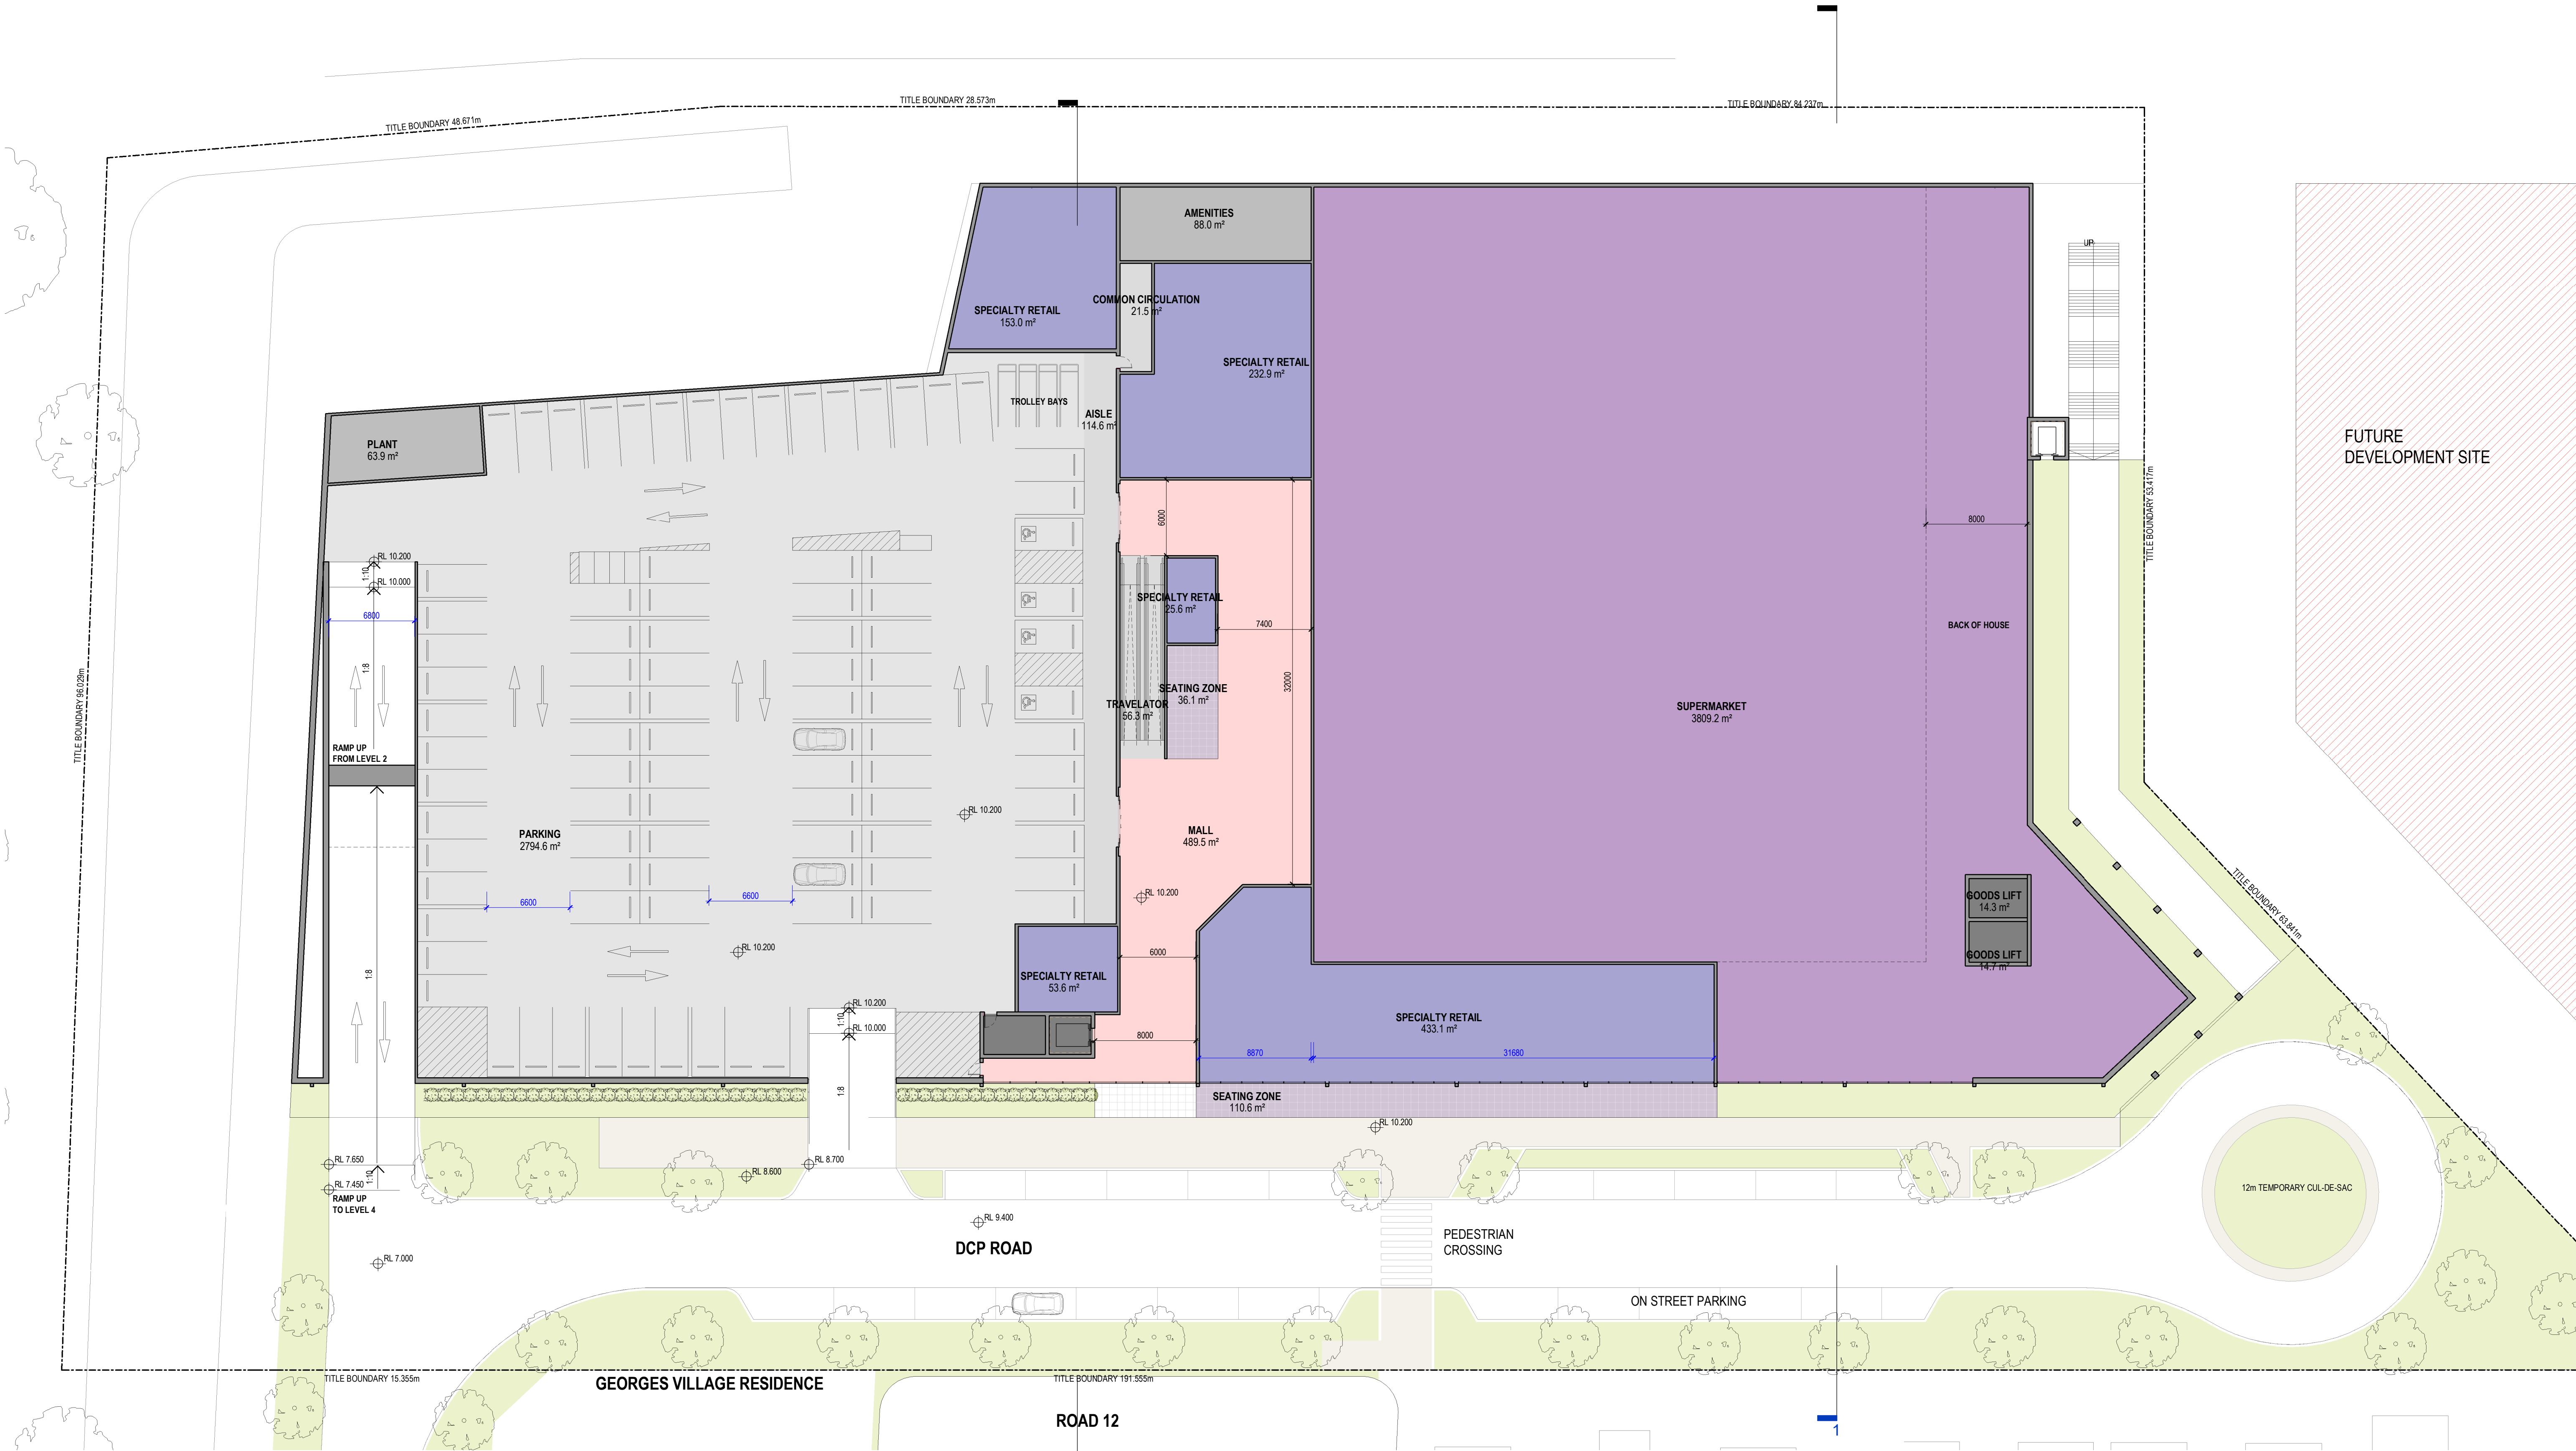 TITLE BOUNDARY 28.573m
TITLE BOUNDARY 84.237m
TITLE BOUNDARY 48.671m
AMENITIES
88.0 m²
UP
COMMON CIRCULATION
21.5 m²
SPECIALTY RETAIL
153.0 m²
SPECIALTY RETAIL
232.9 m²
TROLLEY BAYS
AISLE
114.6 m²
PLANT
63.9 m²
FUTURE
DEVELOPMENT SITE
TITLE BOUNDARY 53.417m
6000
8000
RL 10.200
1:10
RL 10.000
6800
SPECIALTY RETAIL
25.6 m²
7400
BACK OF HOUSE
1:8
32000
SEATING ZONE
36.1 m²
TRAVELATOR
56.3 m²
SUPERMARKET
3809.2 m²
TITLE BOUNDARY 96.029m
RAMP UP
FROM LEVEL 2
RL 10.200
PARKING
2794.6 m²
MALL
489.5 m²
RL 10.200
6600
6600
GOODS LIFT
14.3 m²
TITLE BOUNDARY 63.841m
RL 10.200
6000
GOODS LIFT
14.7 m²
1:8
SPECIALTY RETAIL
53.6 m²
RL 10.200
1:10
RL 10.000
SPECIALTY RETAIL
433.1 m²
8000
8870
31680
1:8
SEATING ZONE
110.6 m²
RL 10.200
RL 7.650
RL 8.700
RL 8.600
1:10
RL 7.450
RAMP UP
TO LEVEL 4
12m TEMPORARY CUL-DE-SAC
RL 9.400
DCP ROAD
PEDESTRIAN
CROSSING
RL 7.000
ON STREET PARKING
TITLE BOUNDARY 15.355m
GEORGES VILLAGE RESIDENCE
TITLE BOUNDARY 191.555m
ROAD 12
1